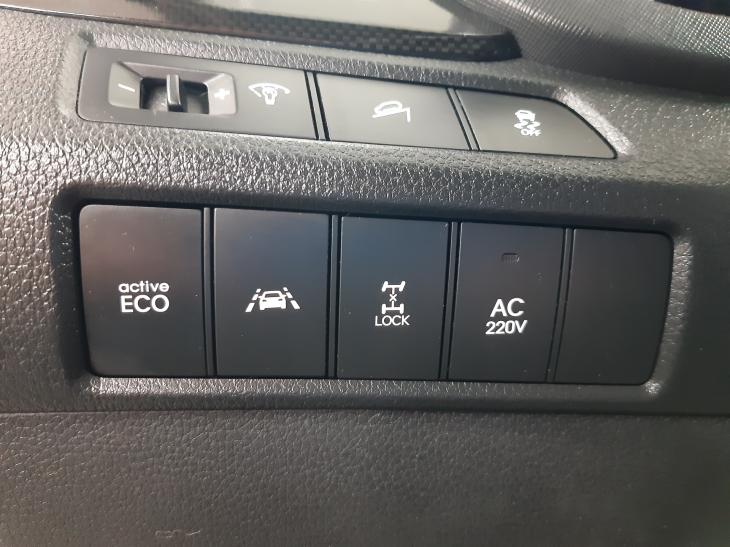 − +
OFF
active
ECO
LOCK
AC
220V